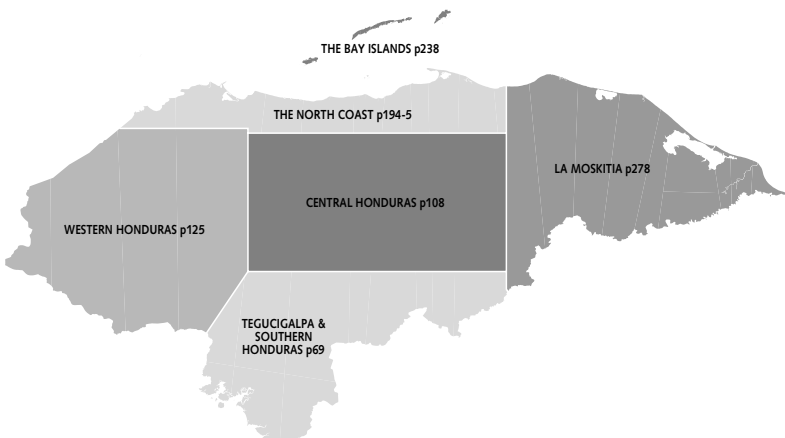 THE BAY ISLANDS p238
THE NORTH COAST p194-5
LA MOSKITIA p278
CENTRAL HONDURAS p108
WESTERN HONDURAS p125
TEGUCIGALPA &
SOUTHERN
HONDURAS p69